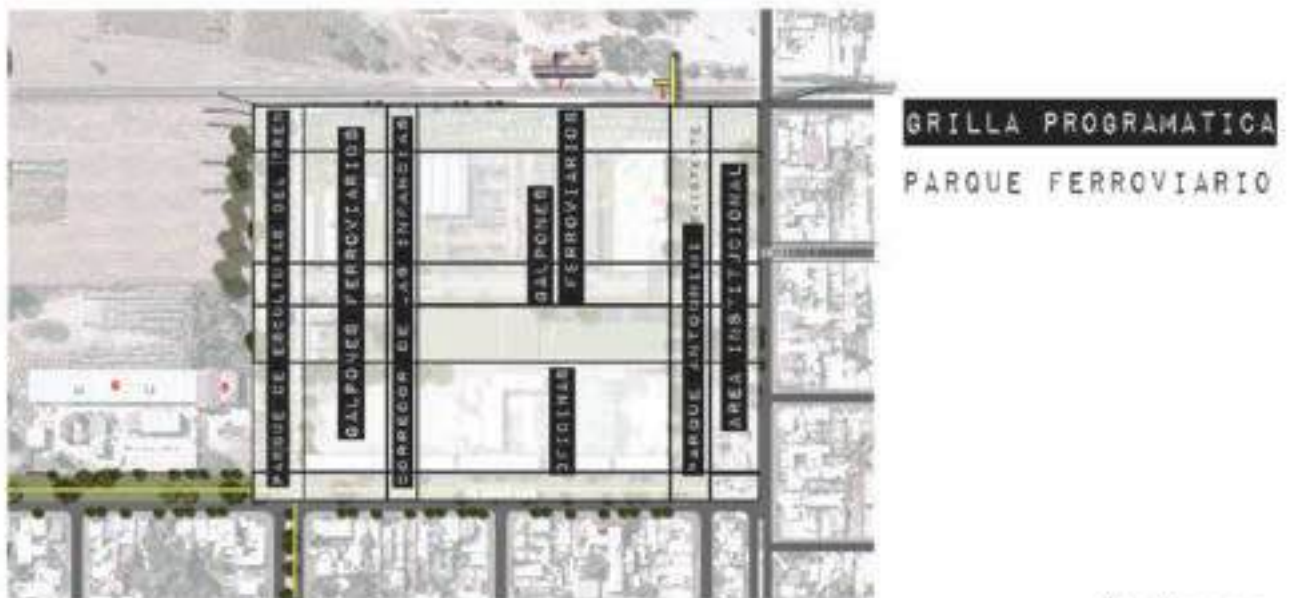 GRILLA PROGRAMATICA
PARQUE FERROVIARIO
PARQUE DE ESCULTURAS DEL TREN
GALPONES FERROVIARIOS
CORREDOR DE LAS INFANCIAS
GALPONES
FERROVIARIOS
OFICINAS
PARQUE
AREA INSTITUCIONAL